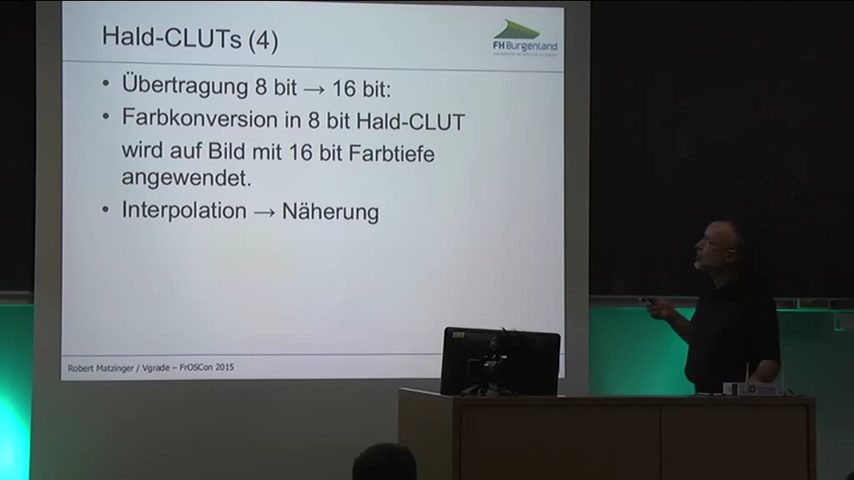 Hald-CLUTs (4)
FH Burgenland
• Übertragung 8 bit → 16 bit:
• Farbkonversion in 8 bit Hald-CLUT
wird auf Bild mit 16 bit Farbtiefe
angewendet.
• Interpolation → Näherung
Robert Matzinger / Vgrade – FrOSCon 2015